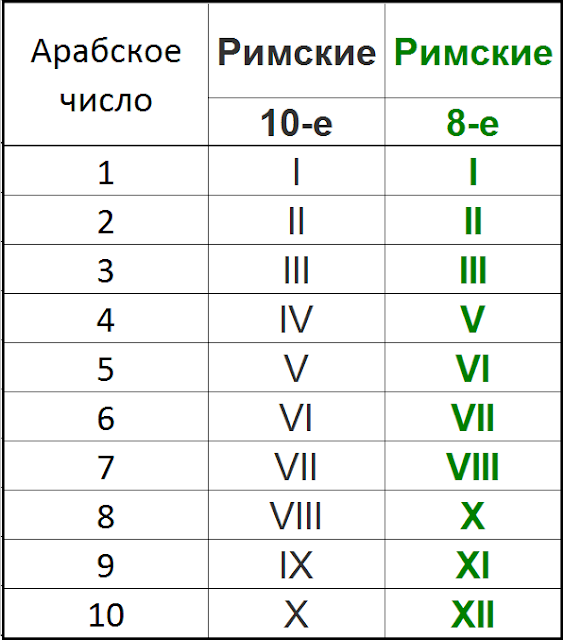 Арабское число Римские Римские
10-е 8-е
1 I I
2 II II
3 III III
4 IV V
5 V VI
6 VI VII
7 VII VIII
8 VIII X
9 IX XI
10 X XII